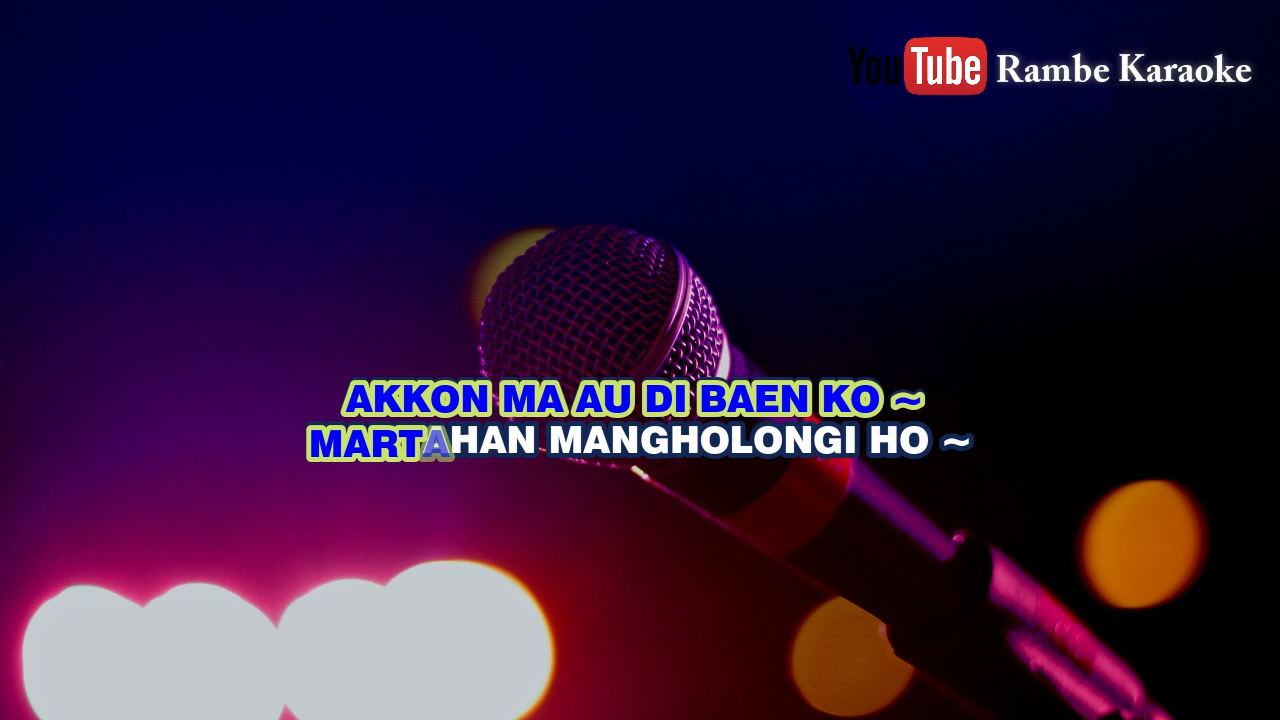 YouTube Rambe Karaoke
AKKON MA AU DI BAEN KO ~
MARTAHAN MANGHOLONGI HO ~